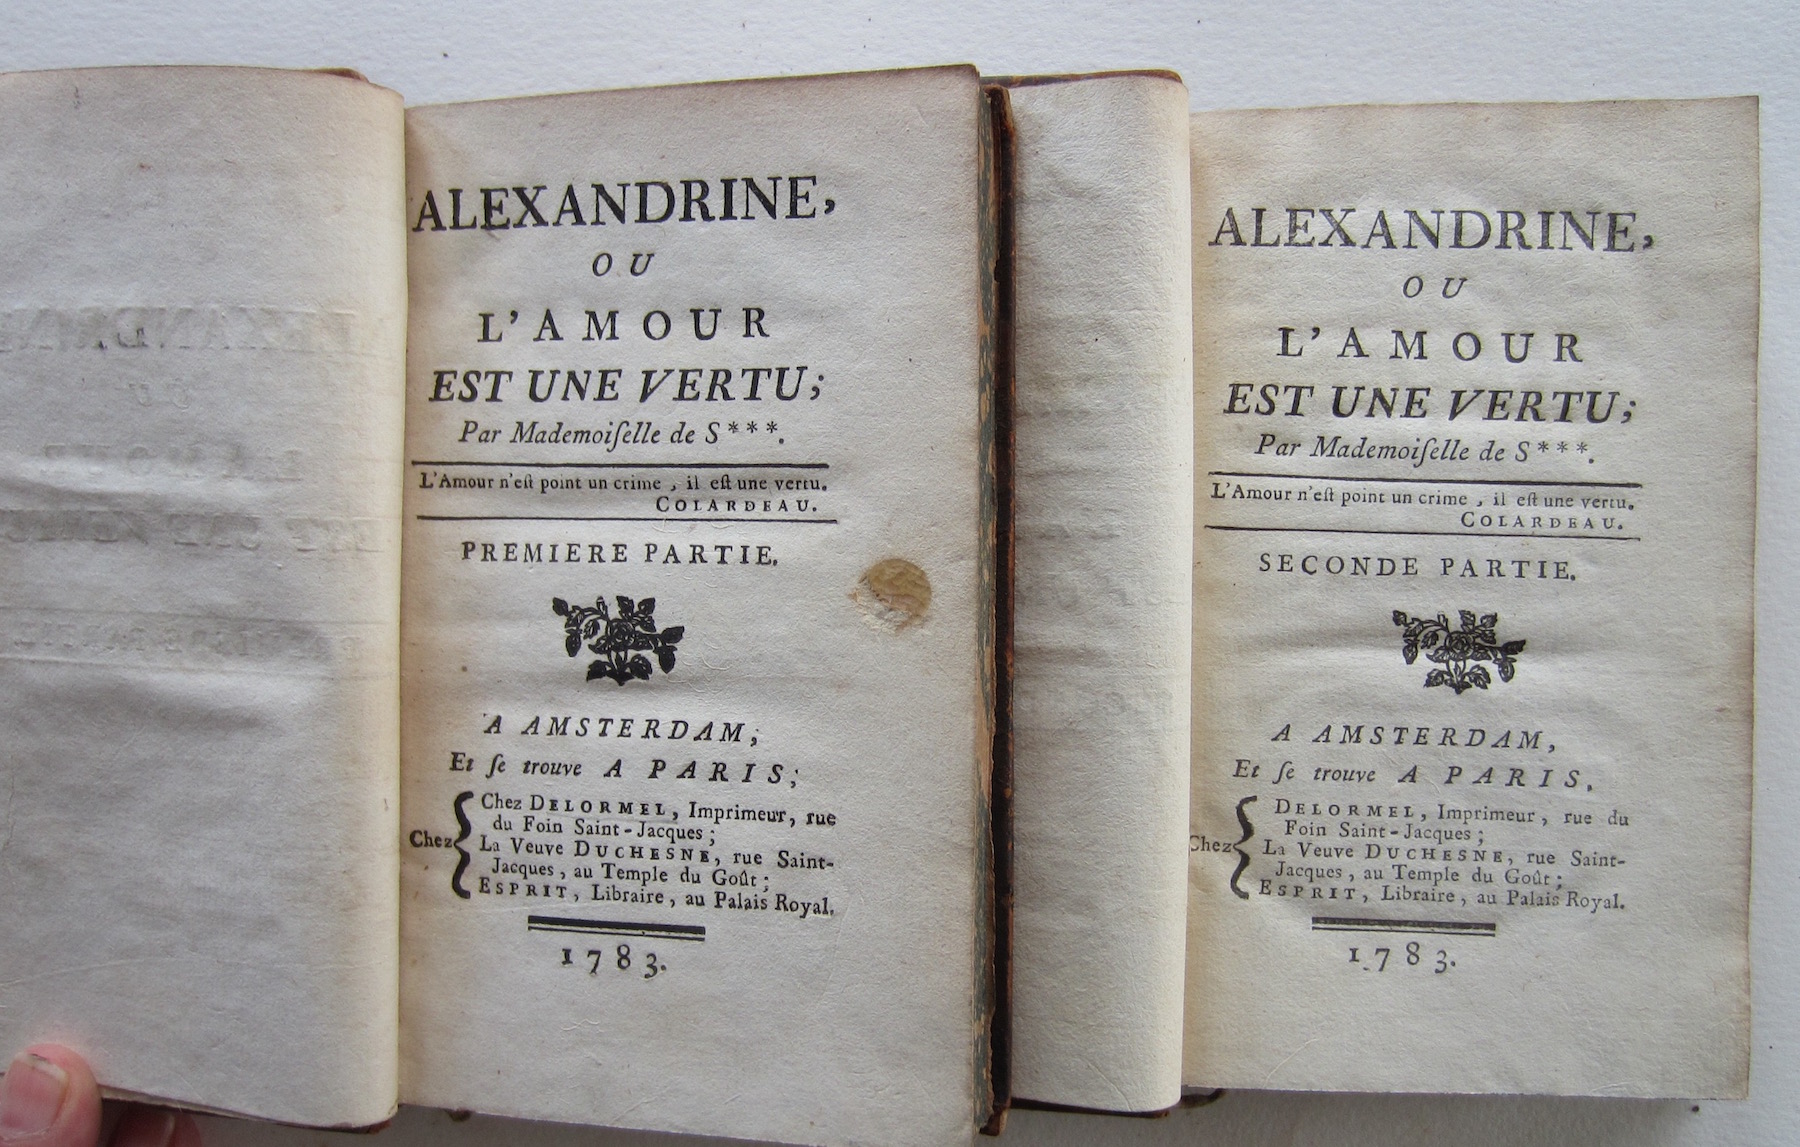 ALEXANDRINE,
OU
L'AMOUR
EST UNE VERTU;
Par Mademoiſelle de S***.
L'Amour n'eſt point un crime, il eſt une vertu.
COLARDEAU.
PREMIERE PARTIE.
A AMSTERDAM;
Et ſe trouve A PARIS;
Chez
Chez DELORMEL, Imprimeur, rue
du Foin Saint-Jacques;
La Veuve DUCHESNE, rue Saint-
Jacques, au Temple du Goût;
ESPRIT, Libraire, au Palais Royal.
1783.
ALEXANDRINE,
OU
L'AMOUR
EST UNE VERTU;
Par Mademoiſelle de S***.
L'Amour n'eſt point un crime, il eſt une vertu.
COLARDEAU.
SECONDE PARTIE.
A AMSTERDAM,
Et ſe trouve A PARIS,
Chez
DELORMEL, Imprimeur, rue du
Foin Saint-Jacques;
La Veuve DUCHESNE, rue Saint-
Jacques, au Temple du Goût;
ESPRIT, Libraire, au Palais Royal.
1783.